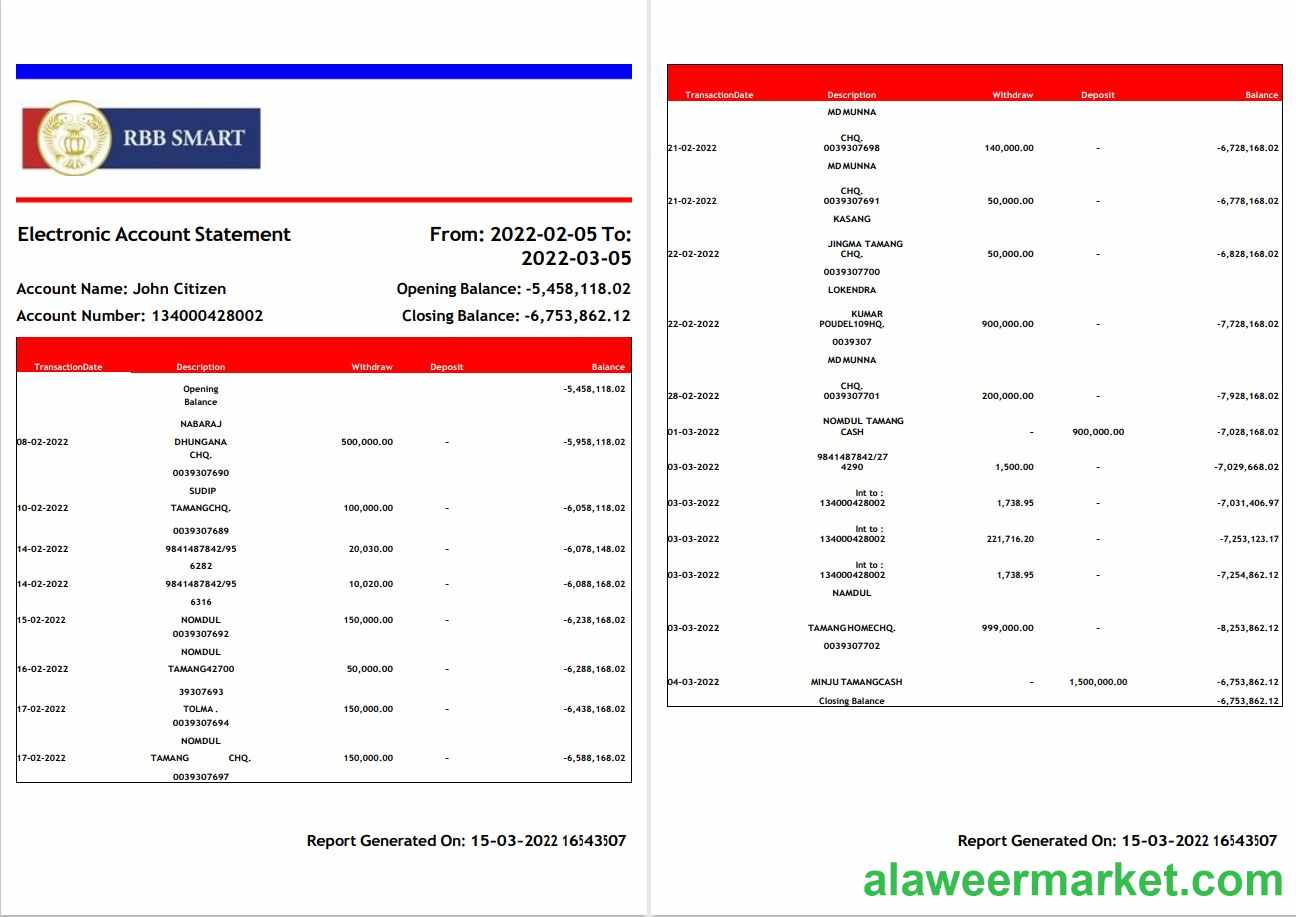 RBB SMART
Electronic Account Statement From: 2022-02-05 To:
2022-03-05
Account Name: John Citizen Opening Balance: -5,458,118.02
Account Number: 134000428002 Closing Balance: -6,753,862.12
TransactionDate Description Withdraw Deposit Balance
Opening -5,458,118.02
Balance
NABARAJ
08-02-2022 DHUNGANA 500,000.00 - -5,958,118.02
CHQ.
0039307690
SUDIP
10-02-2022 TAMANGCHQ. 100,000.00 - -6,058,118.02
0039307689
14-02-2022 9841487842/95 20,030.00 - -6,078,148.02
6282
14-02-2022 9841487842/95 10,020.00 - -6,088,168.02
6316
15-02-2022 NOMDUL 150,000.00 - -6,238,168.02
0039307692
NOMDUL
16-02-2022 TAMANG42700 50,000.00 - -6,288,168.02
39307693
17-02-2022 TOLMA . 150,000.00 - -6,438,168.02
0039307694
NOMDUL
17-02-2022 TAMANG CHQ. 150,000.00 - -6,588,168.02
0039307697
Report Generated On: 15-03-2022 16543507
TransactionDate Description Withdraw Deposit Balance
MD MUNNA
CHQ.
21-02-2022 0039307698 140,000.00 - -6,728,168.02
MD MUNNA
CHQ.
21-02-2022 0039307691 50,000.00 - -6,778,168.02
KASANG
JINGMA TAMANG
22-02-2022 CHQ. 50,000.00 - -6,828,168.02
0039307700
LOKENDRA
KUMAR
22-02-2022 POUDEL109HQ. 900,000.00 - -7,728,168.02
0039307
MD MUNNA
CHQ.
28-02-2022 0039307701 200,000.00 - -7,928,168.02
NOMDUL TAMANG
01-03-2022 CASH - 900,000.00 -7,028,168.02
9841487842/27
03-03-2022 4290 1,500.00 - -7,029,668.02
Int to :
03-03-2022 134000428002 1,738.95 - -7,031,406.97
Int to :
03-03-2022 134000428002 221,716.20 - -7,253,123.17
Int to :
03-03-2022 134000428002 1,738.95 - -7,254,862.12
NAMDUL
03-03-2022 TAMANG HOMECHQ. 999,000.00 - -8,253,862.12
0039307702
04-03-2022 MINJU TAMANGCASH - 1,500,000.00 -6,753,862.12
Closing Balance -6,753,862.12
Report Generated On: 15-03-2022 16543507
alaweermarket.com